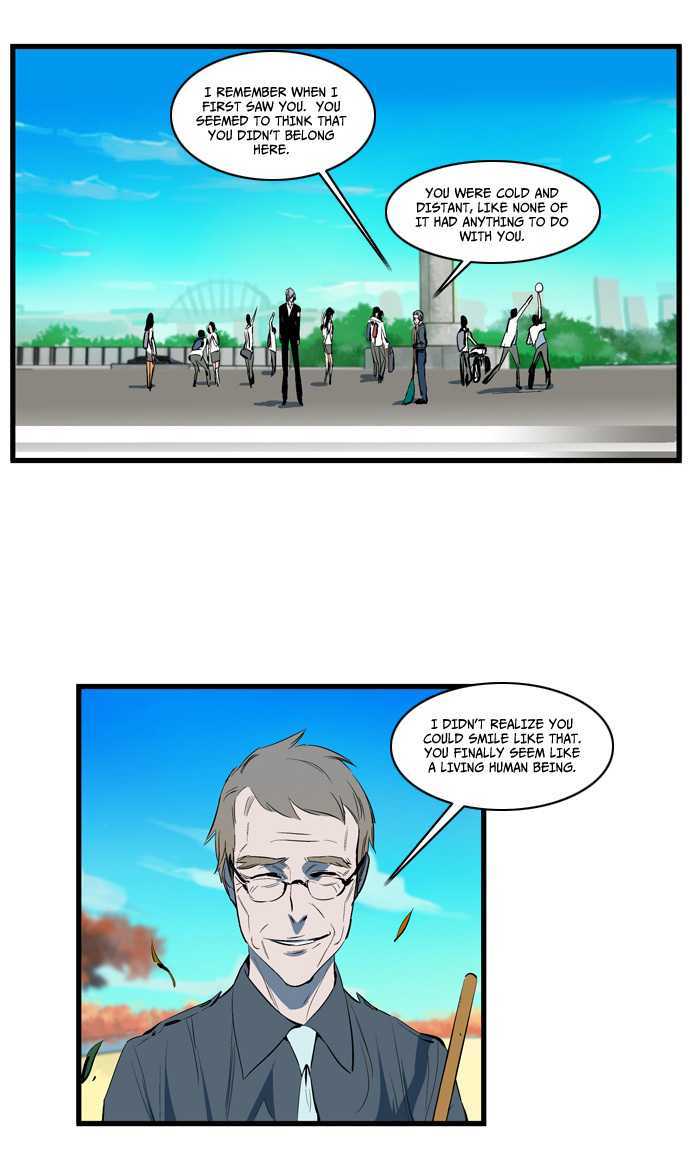 I REMEMBER WHEN I
FIRST SAW YOU. YOU
SEEMED TO THINK THAT
YOU DIDN'T BELONG
HERE.
YOU WERE COLD AND
DISTANT, LIKE NONE OF
IT HAD ANYTHING TO DO
WITH YOU.
I DIDN'T REALIZE YOU
COULD SMILE LIKE THAT.
YOU FINALLY SEEM LIKE
A LIVING HUMAN BEING.